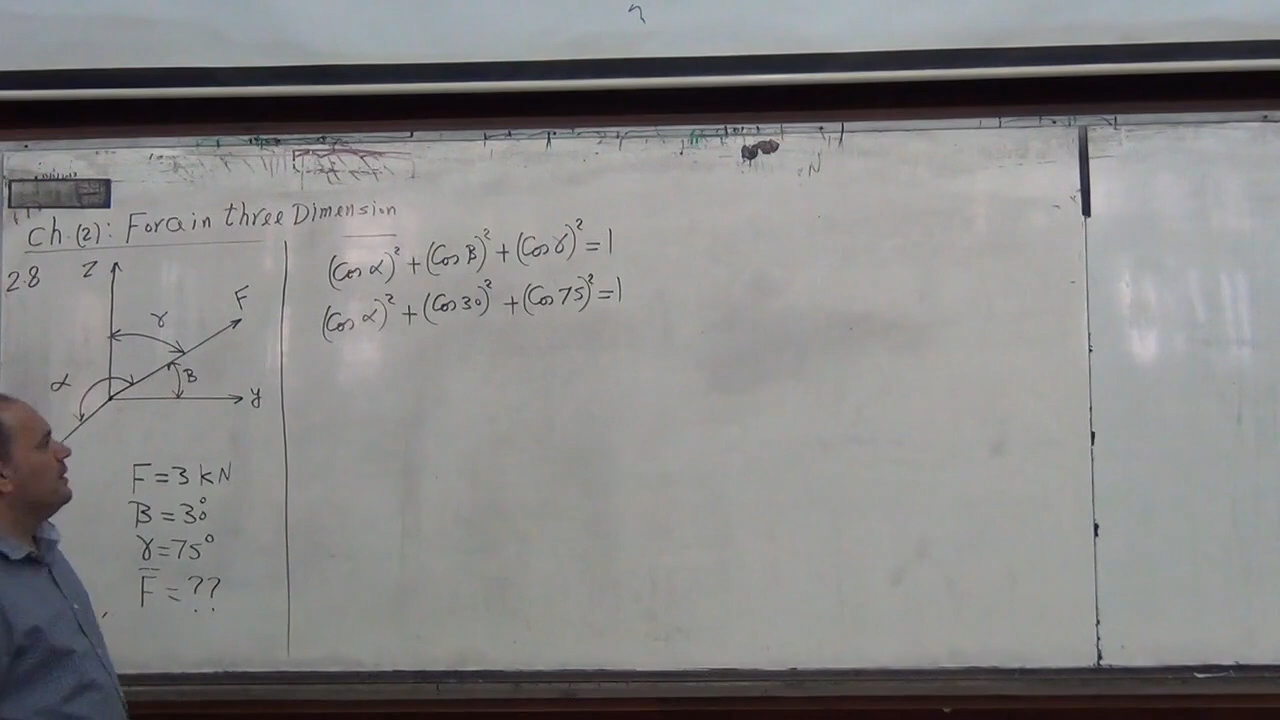 Ch.(2): Force in three Dimension
2.8
Z
F
γ
α
B
y
F = 3 kN
B = 30°
γ = 75°
F̅ = ??
(Cos α)² + (Cos B)² + (Cos γ)² = 1
(Cos α)² + (Cos 30)² + (Cos 75)² = 1